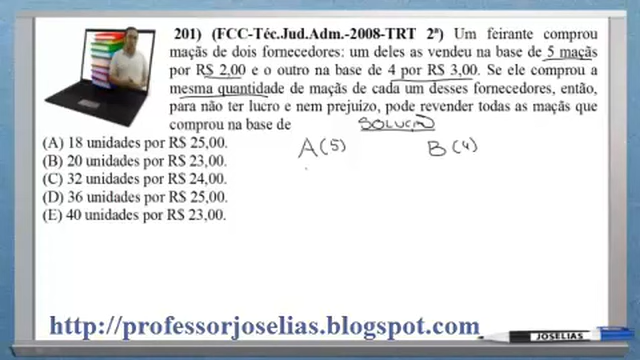 201) (FCC-Téc.Jud.Adm.-2008-TRT 2ª) Um feirante comprou
maçãs de dois fornecedores: um deles as vendeu na base de 5 maçãs
por R$ 2,00 e o outro na base de 4 por R$ 3,00. Se ele comprou a
mesma quantidade de maçãs de cada um desses fornecedores, então,
para não ter lucro e nem prejuízo, pode revender todas as maçãs que
comprou na base de
SOLUÇÃO
(A) 18 unidades por R$ 25,00.
A(5) B(4)
(B) 20 unidades por R$ 23,00.
(C) 32 unidades por R$ 24,00.
(D) 36 unidades por R$ 25,00.
(E) 40 unidades por R$ 23,00.
http://professorjoselias.blogspot.com
JOSELIAS